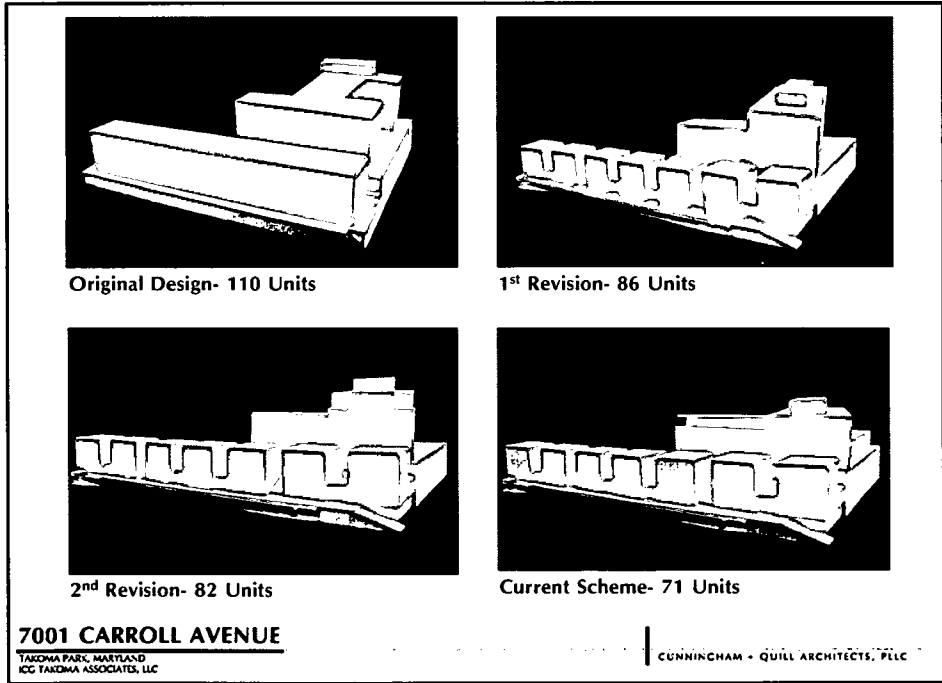 Original Design- 110 Units
1st Revision- 86 Units
2nd Revision- 82 Units
Current Scheme- 71 Units
7001 CARROLL AVENUE
TAKOMA PARK, MARYLAND
ICG TAKOMA ASSOCIATES, LLC
CUNNINGHAM + QUILL ARCHITECTS, PLLC